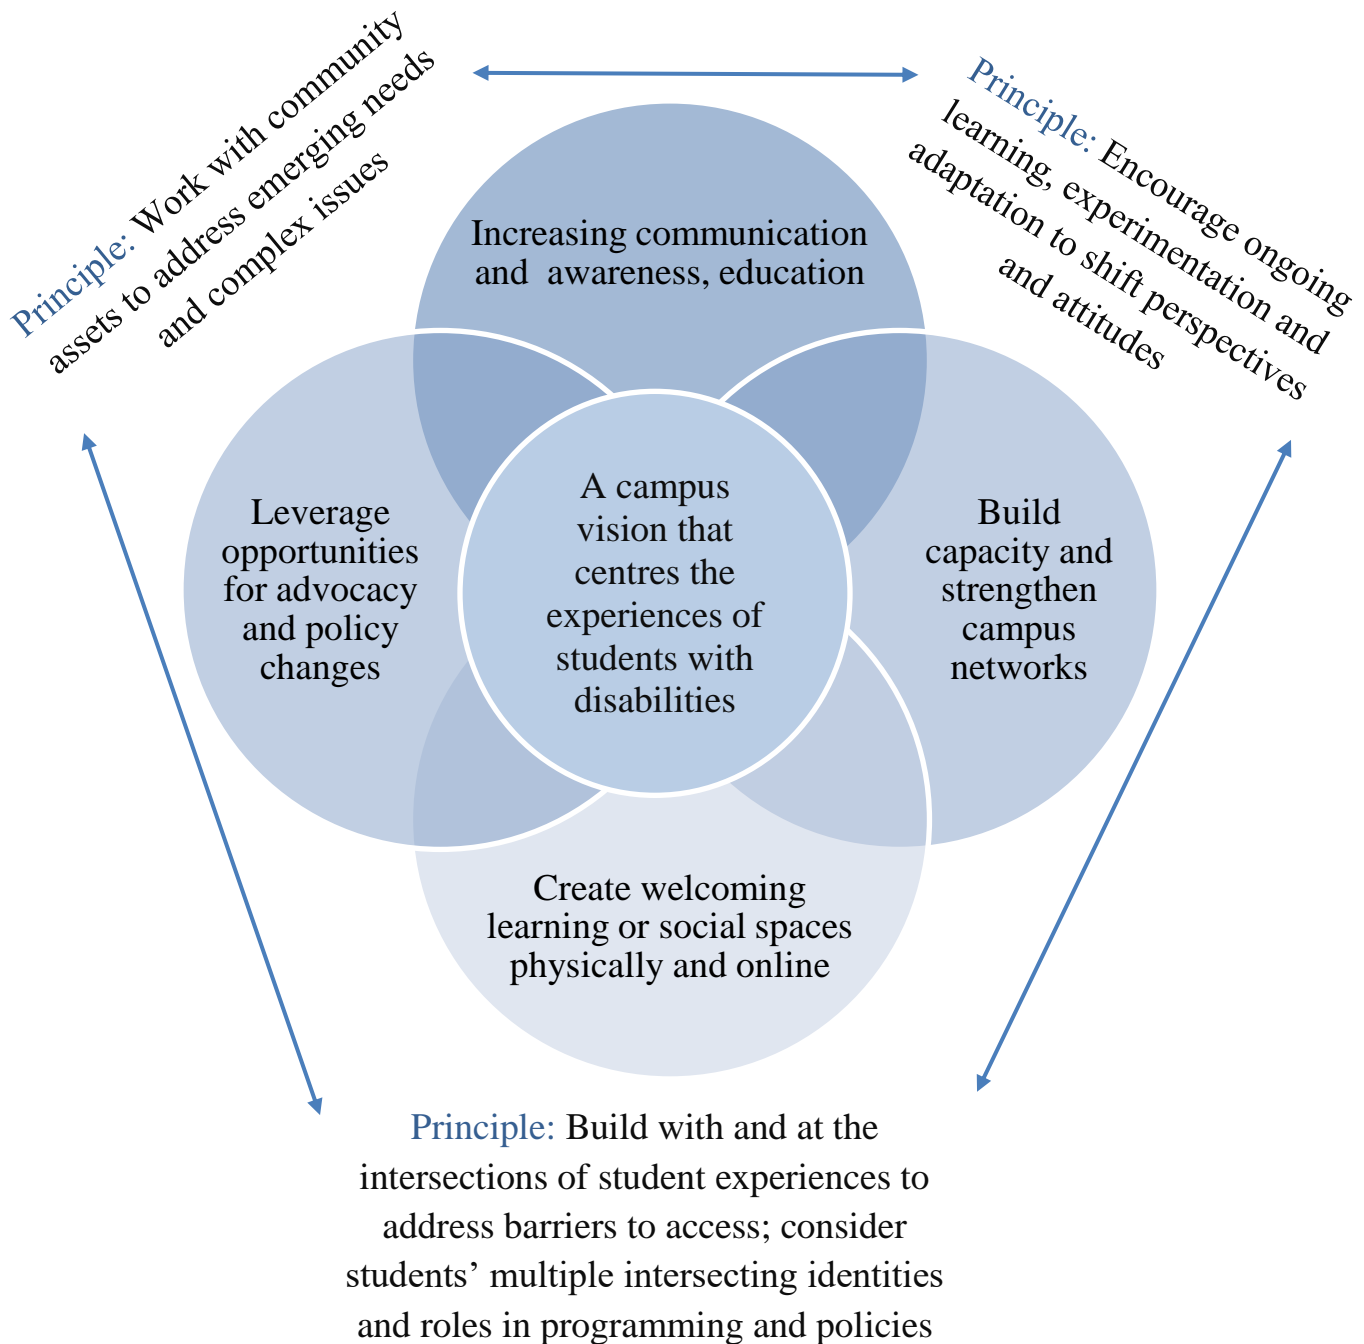 Principle: Work with community
assets to address emerging needs
and complex issues
Principle: Encourage ongoing
learning, experimentation and
adaptation to shift perspectives
and attitudes
Increasing communication
and  awareness, education
Leverage
opportunities
for advocacy
and policy
changes
A campus
vision that
centres the
experiences of
students with
disabilities
Build
capacity and
strengthen
campus
networks
Create welcoming
learning or social spaces
physically and online
Principle: Build with and at the
intersections of student experiences to
address barriers to access; consider
students’ multiple intersecting identities
and roles in programming and policies